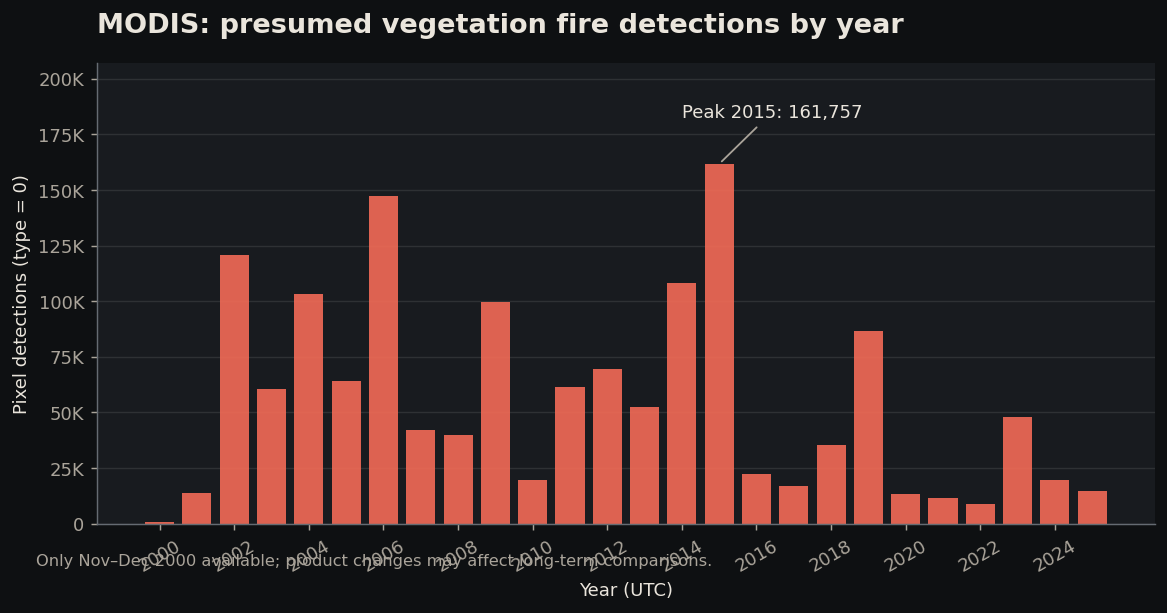 MODIS: presumed vegetation fire detections by year
200K
175K
150K
125K
100K
75K
50K
25K
0
Pixel detections (type = 0)
Peak 2015: 161,757
2000 2002 2004 2006 2008 2010 2012 2014 2016 2018 2020 2022 2024
Only Nov–Dec 2000 available; product changes may affect long-term comparisons.
Year (UTC)